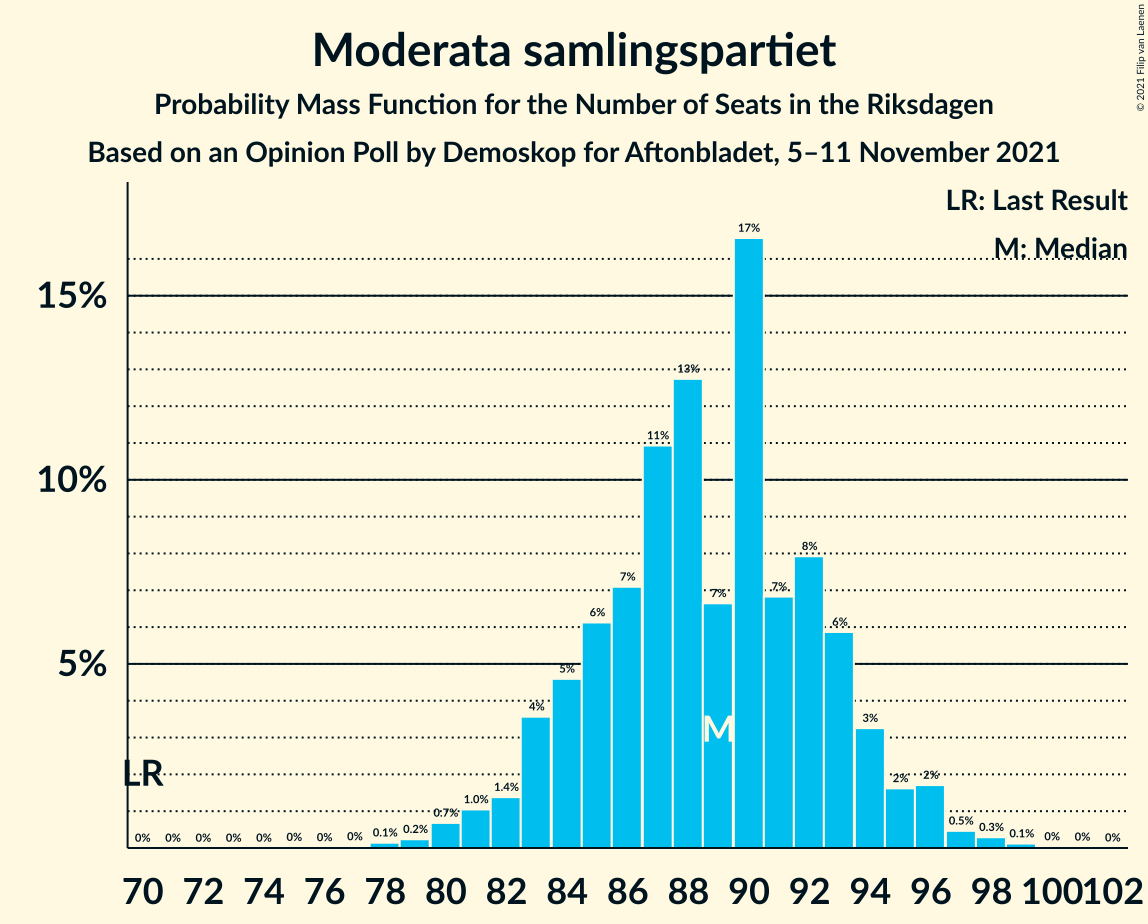 Moderata samlingspartiet
Probability Mass Function for the Number of Seats in the Riksdagen
Based on an Opinion Poll by Demoskop for Aftonbladet, 5–11 November 2021
© 2021 Filip van Laenen
LR: Last Result
M: Median
15%
10%
5%
LR
M
0% 0% 0% 0% 0% 0% 0% 0% 0.1% 0.2% 0.7% 1.0% 1.4% 4% 5% 6% 7% 11% 13% 7% 17% 7% 8% 6% 3% 2% 2% 0.5% 0.3% 0.1% 0% 0% 0%
70 72 74 76 78 80 82 84 86 88 90 92 94 96 98 100 102